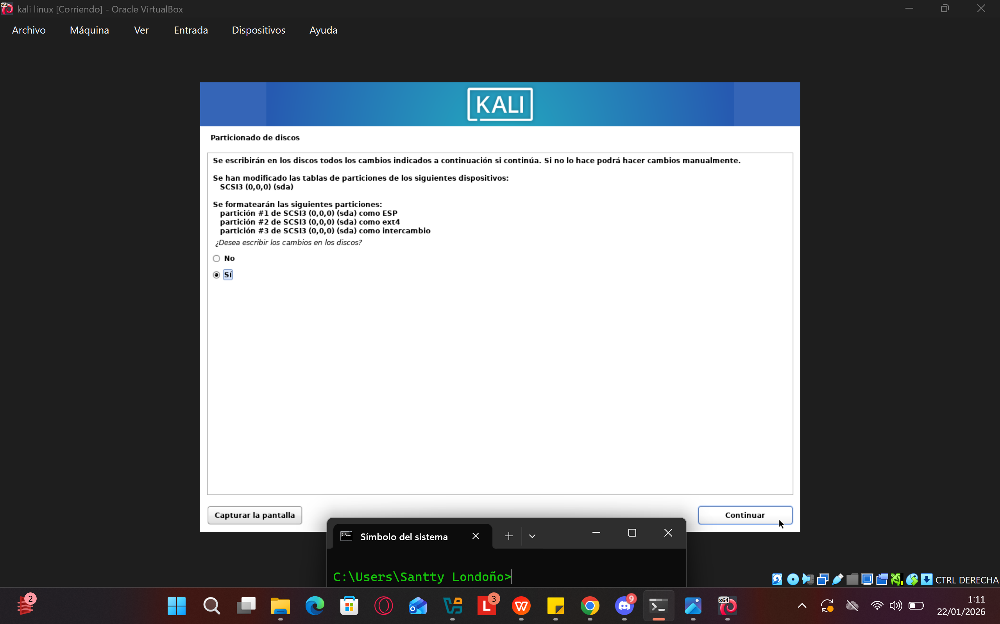 x64
kali linux [Corriendo] - Oracle VirtualBox
Archivo Máquina Ver Entrada Dispositivos Ayuda
KALI
Particionado de discos
Se escribirán en los discos todos los cambios indicados a continuación si continúa. Si no lo hace podrá hacer cambios manualmente.
Se han modificado las tablas de particiones de los siguientes dispositivos:
SCSI3 (0,0,0) (sda)
Se formatearán las siguientes particiones:
partición #1 de SCSI3 (0,0,0) (sda) como ESP
partición #2 de SCSI3 (0,0,0) (sda) como ext4
partición #3 de SCSI3 (0,0,0) (sda) como intercambio
¿Desea escribir los cambios en los discos?
No
Sí
Capturar la pantalla
Continuar
Símbolo del sistema
C:\Users\Santty Londoño>
CTRL DERECHA
2
L
3
9
x64
1:11
22/01/2026